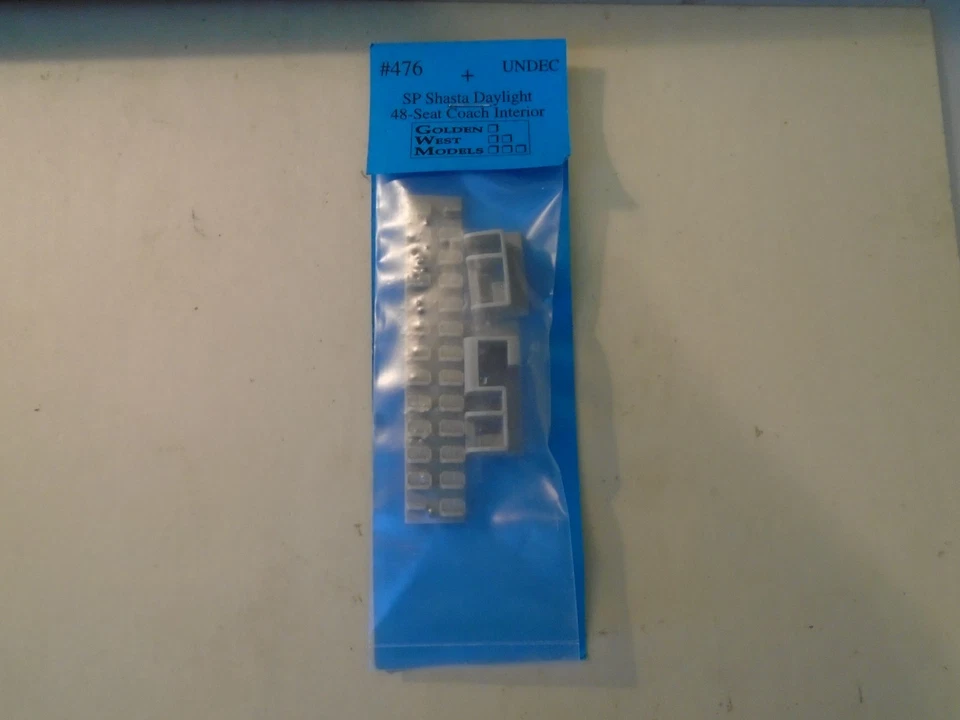 #476 + UNDEC
SP Shasta Daylight
48-Seat Coach Interior
GOLDEN
WEST
MODELS